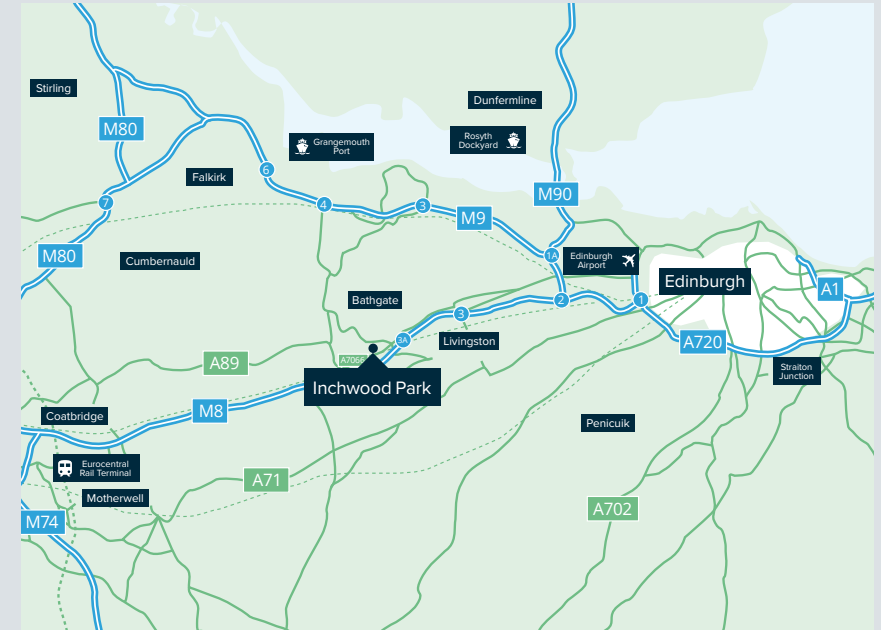 Stirling
Dunfermline
M80
Rosyth
Dockyard
Grangemouth
Port
6
Falkirk
M90
7
4
3
M9
M80
Cumbernauld
1A
Edinburgh
Airport
Edinburgh
A1
Bathgate
2
1
3
Livingston
3A
A720
A706
A89
Straiton
Junction
Inchwood Park
M8
Coatbridge
Penicuik
Eurocentral
Rail Terminal
A71
Motherwell
A702
M74